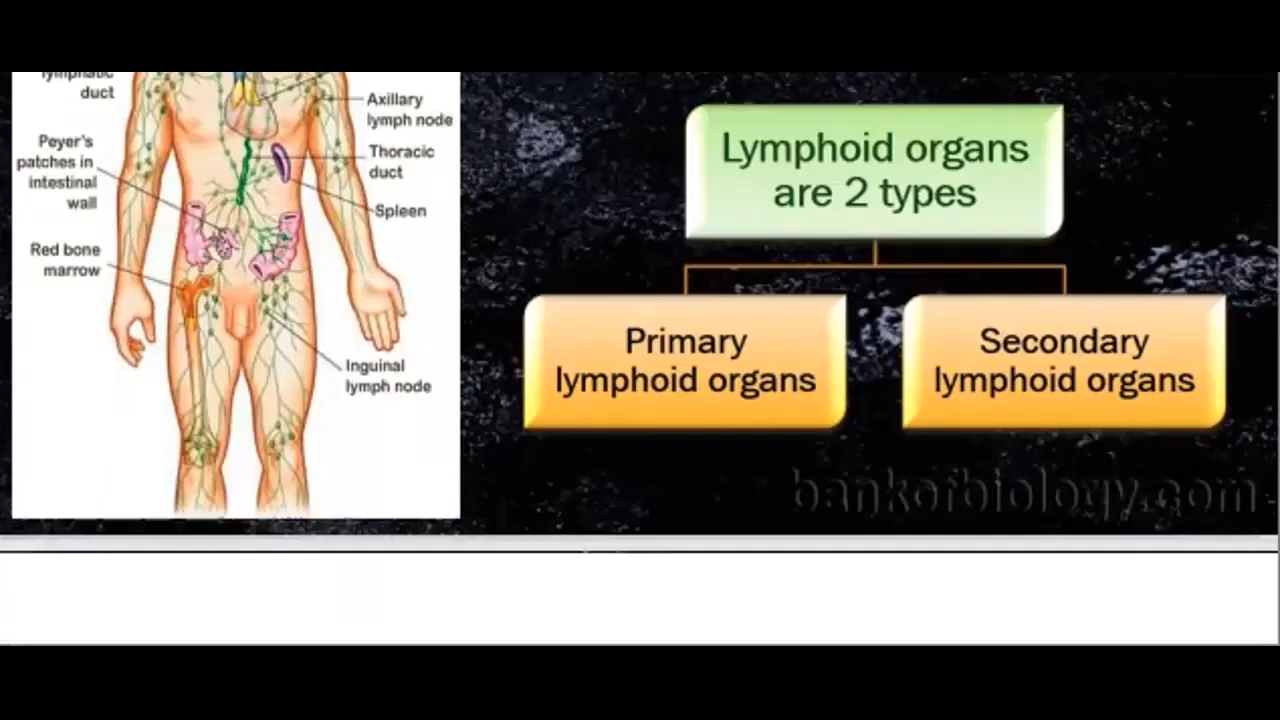 lymphatic
duct
Peyer's
patches in
intestinal
wall
Red bone
marrow
Axillary
lymph node
Thoracic
duct
Spleen
Inguinal
lymph node
Lymphoid organs
are 2 types
Primary
lymphoid organs
Secondary
lymphoid organs
bankofbiology.com